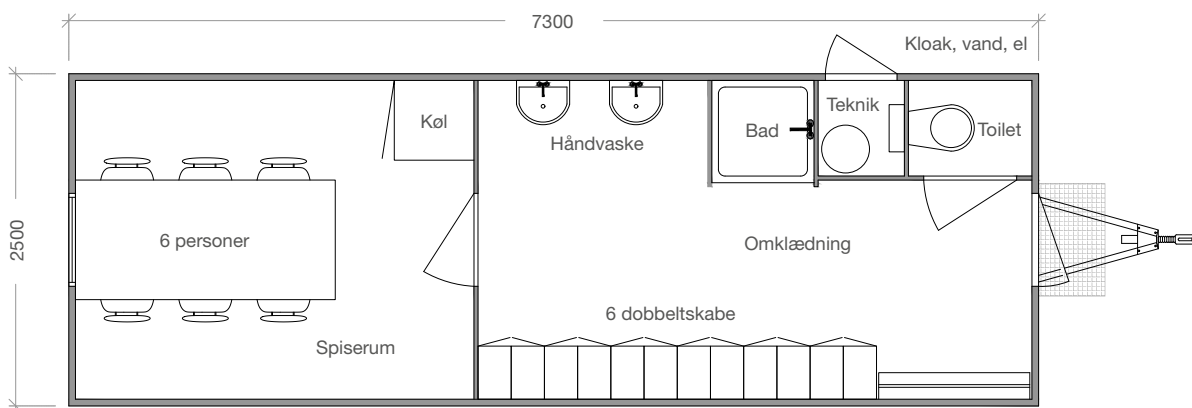 7300
Kloak, vand, el
2500
Køl
Håndvaske
Bad
Teknik
Toilet
6 personer
Omklædning
6 dobbeltskabe
Spiserum